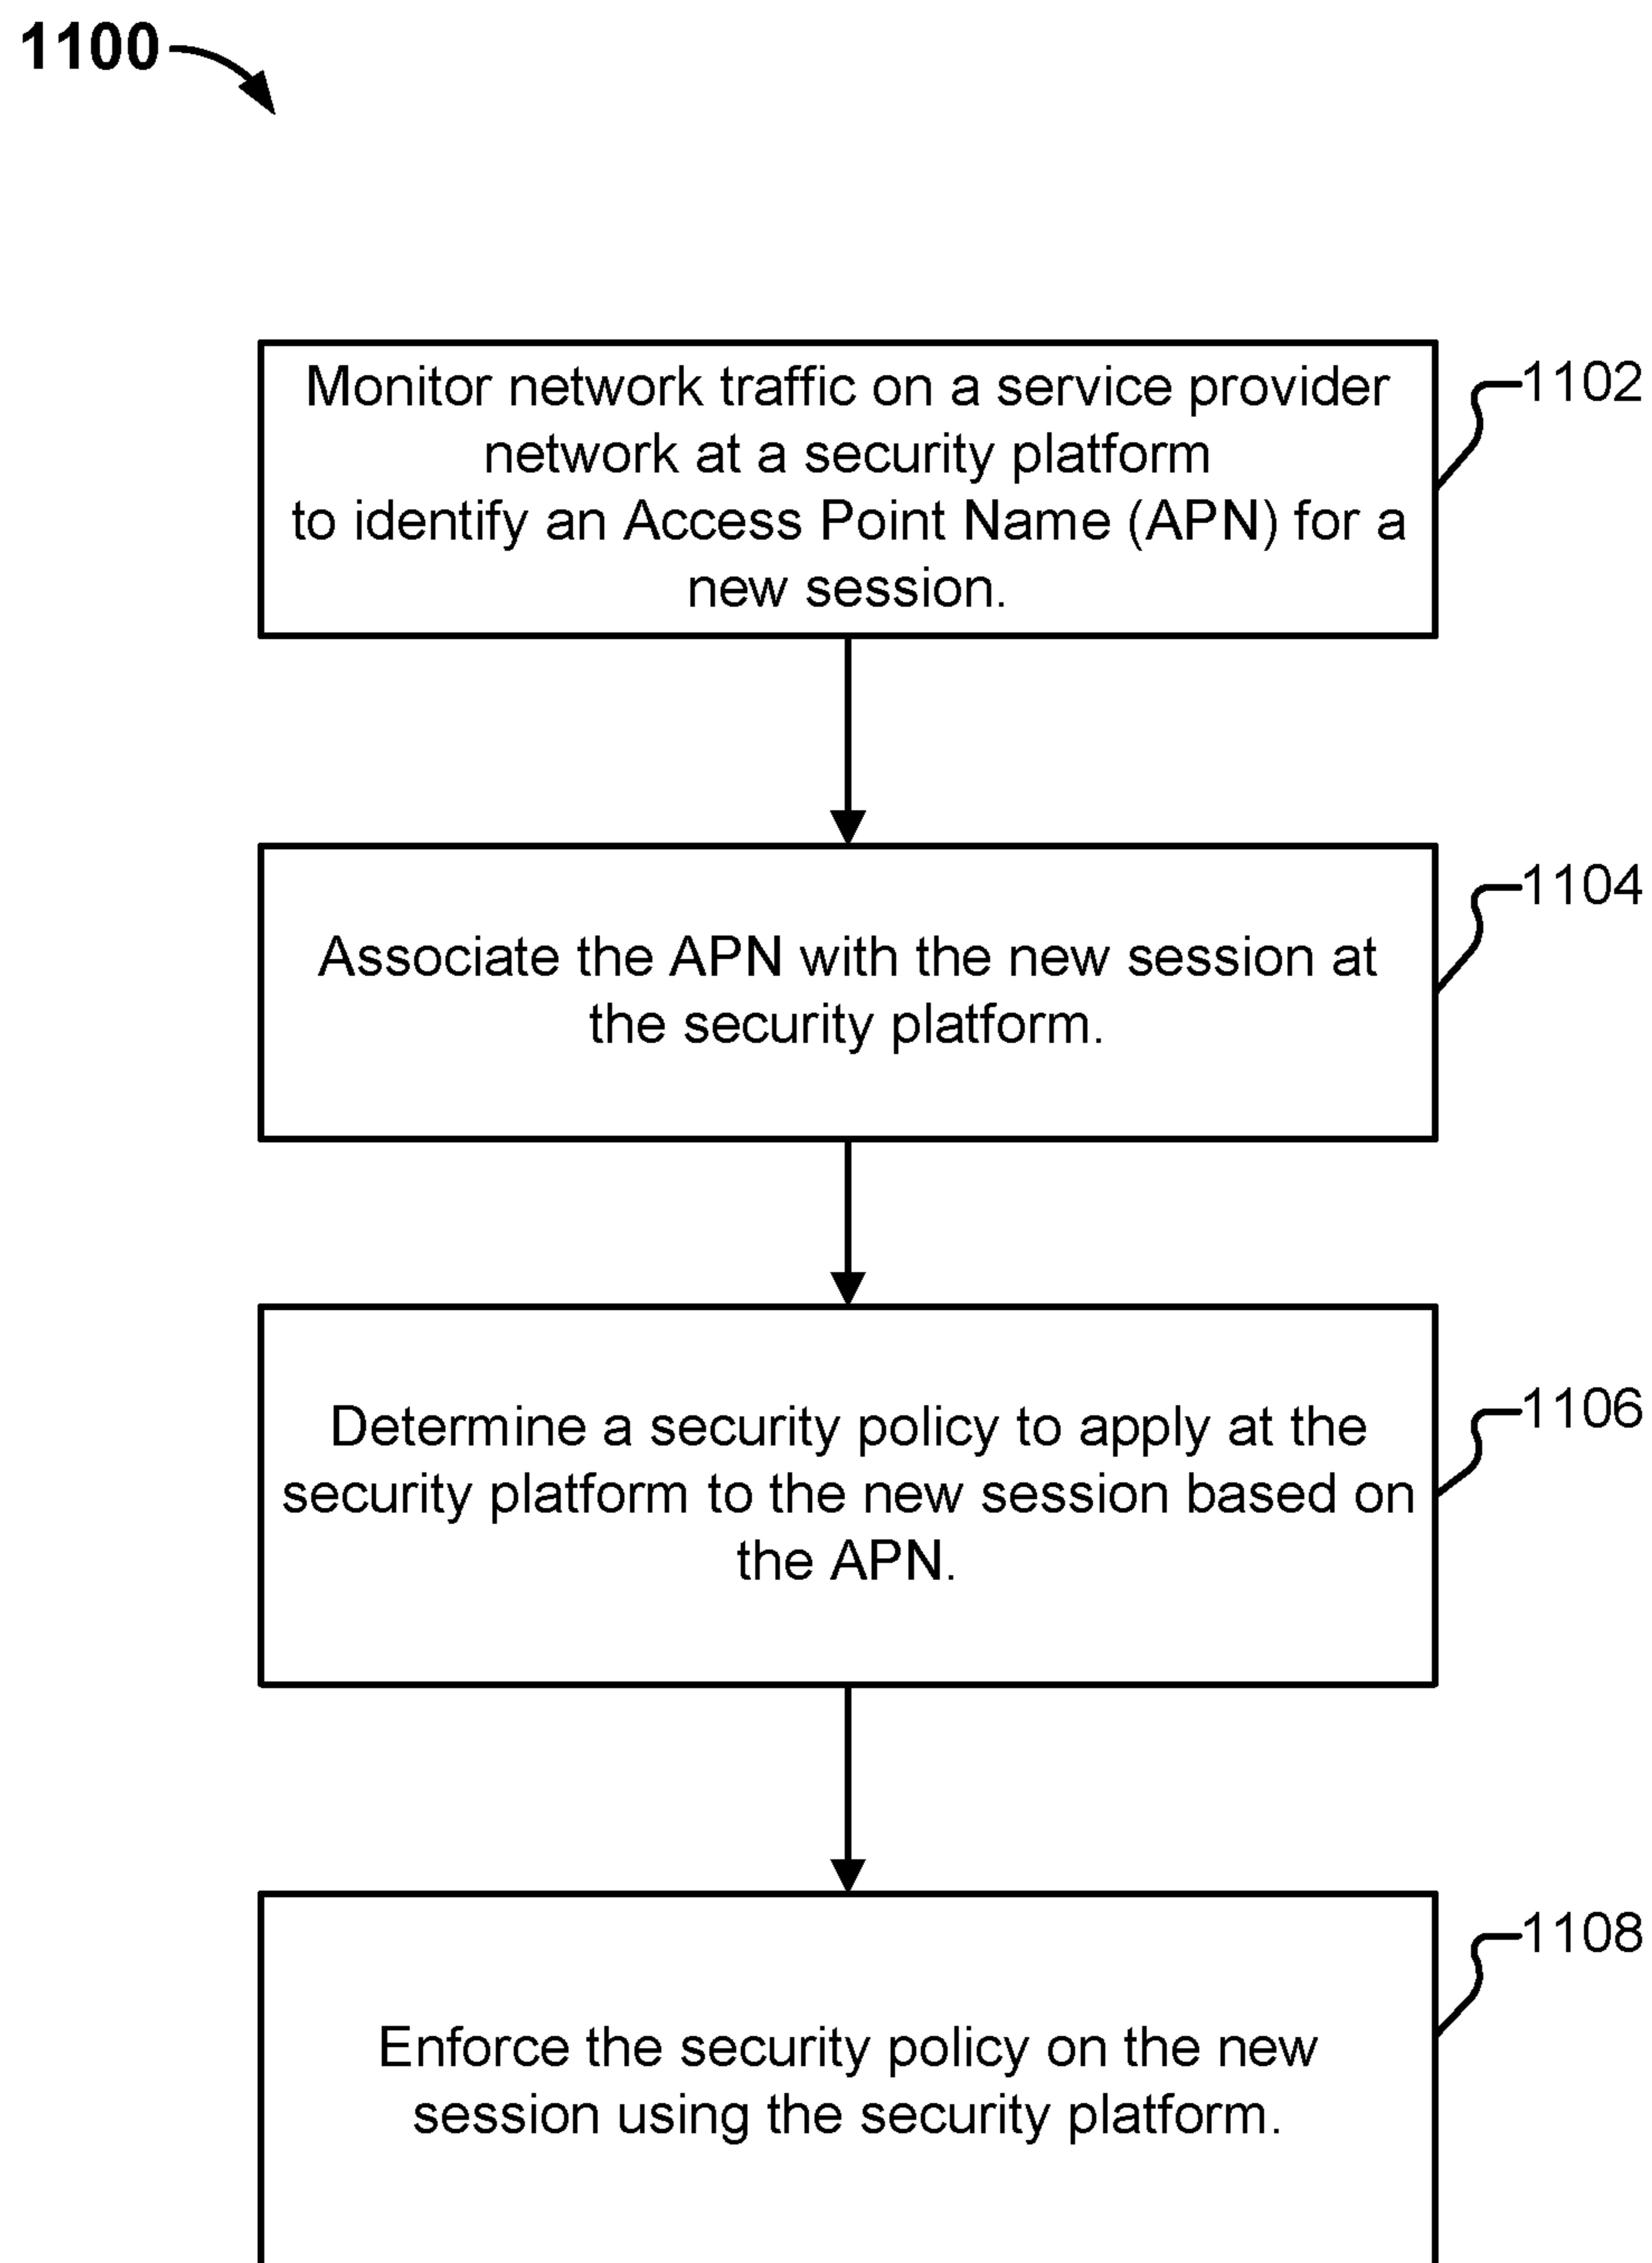 1100
Monitor network traffic on a service provider
network at a security platform
to identify an Access Point Name (APN) for a
new session.
1102
Associate the APN with the new session at
the security platform.
1104
Determine a security policy to apply at the
security platform to the new session based on
the APN.
1106
Enforce the security policy on the new
session using the security platform.
1108